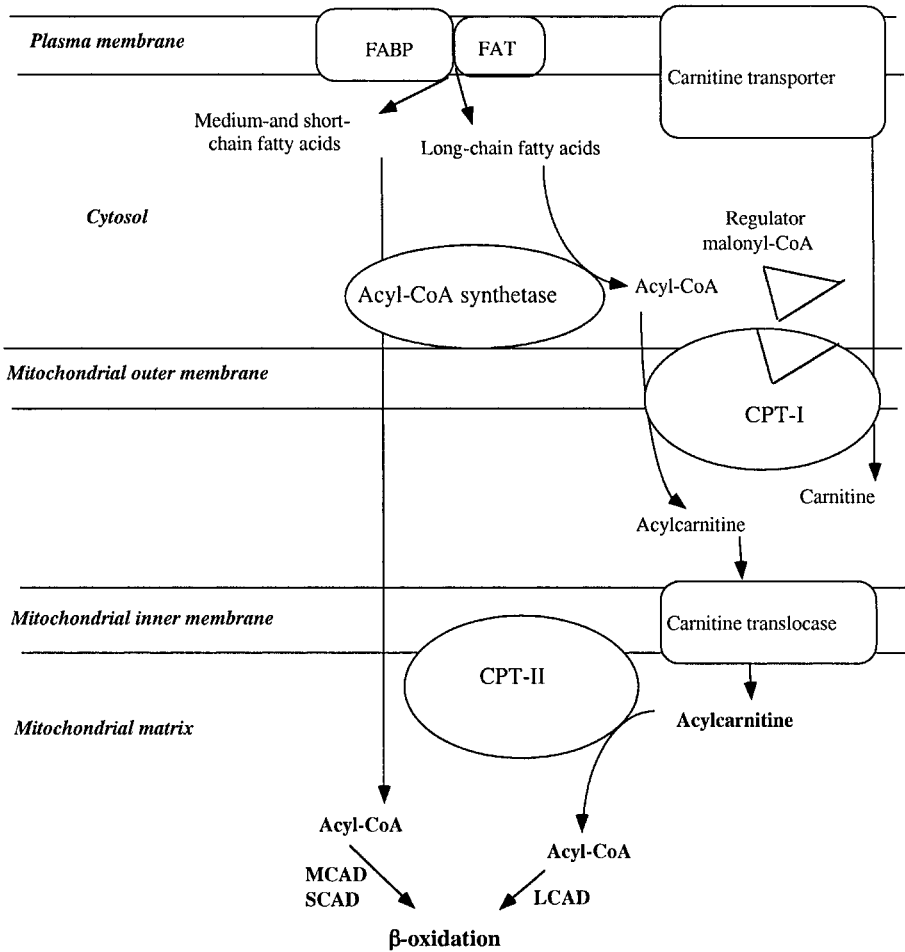 Plasma membrane
FABP
FAT
Carnitine transporter
Medium-and short-
chain fatty acids
Long-chain fatty acids
Cytosol
Regulator
malonyl-CoA
Acyl-CoA synthetase
Acyl-CoA
Mitochondrial outer membrane
CPT-I
Carnitine
Acylcarnitine
Mitochondrial inner membrane
Carnitine translocase
CPT-II
Mitochondrial matrix
Acylcarnitine
Acyl-CoA
Acyl-CoA
MCAD
SCAD
LCAD
β-oxidation